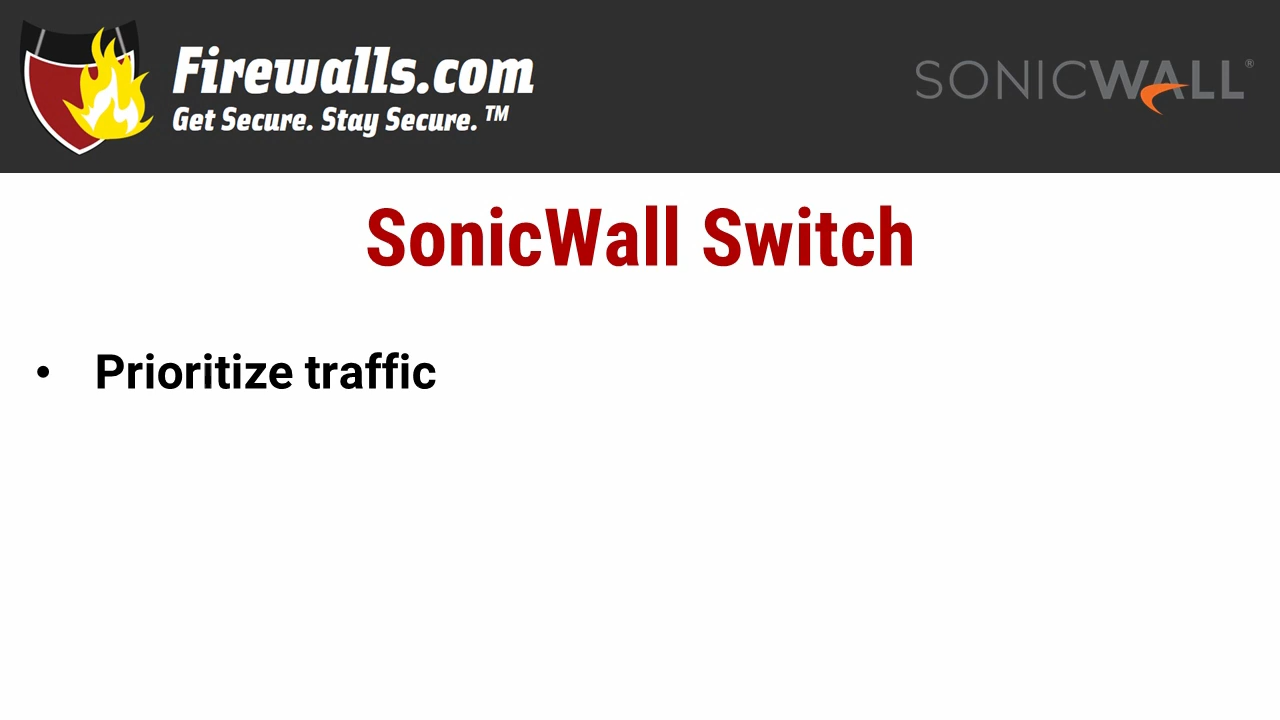 Firewalls.com
Get Secure. Stay Secure.™
SONICWALL®
SonicWall Switch
• Prioritize traffic